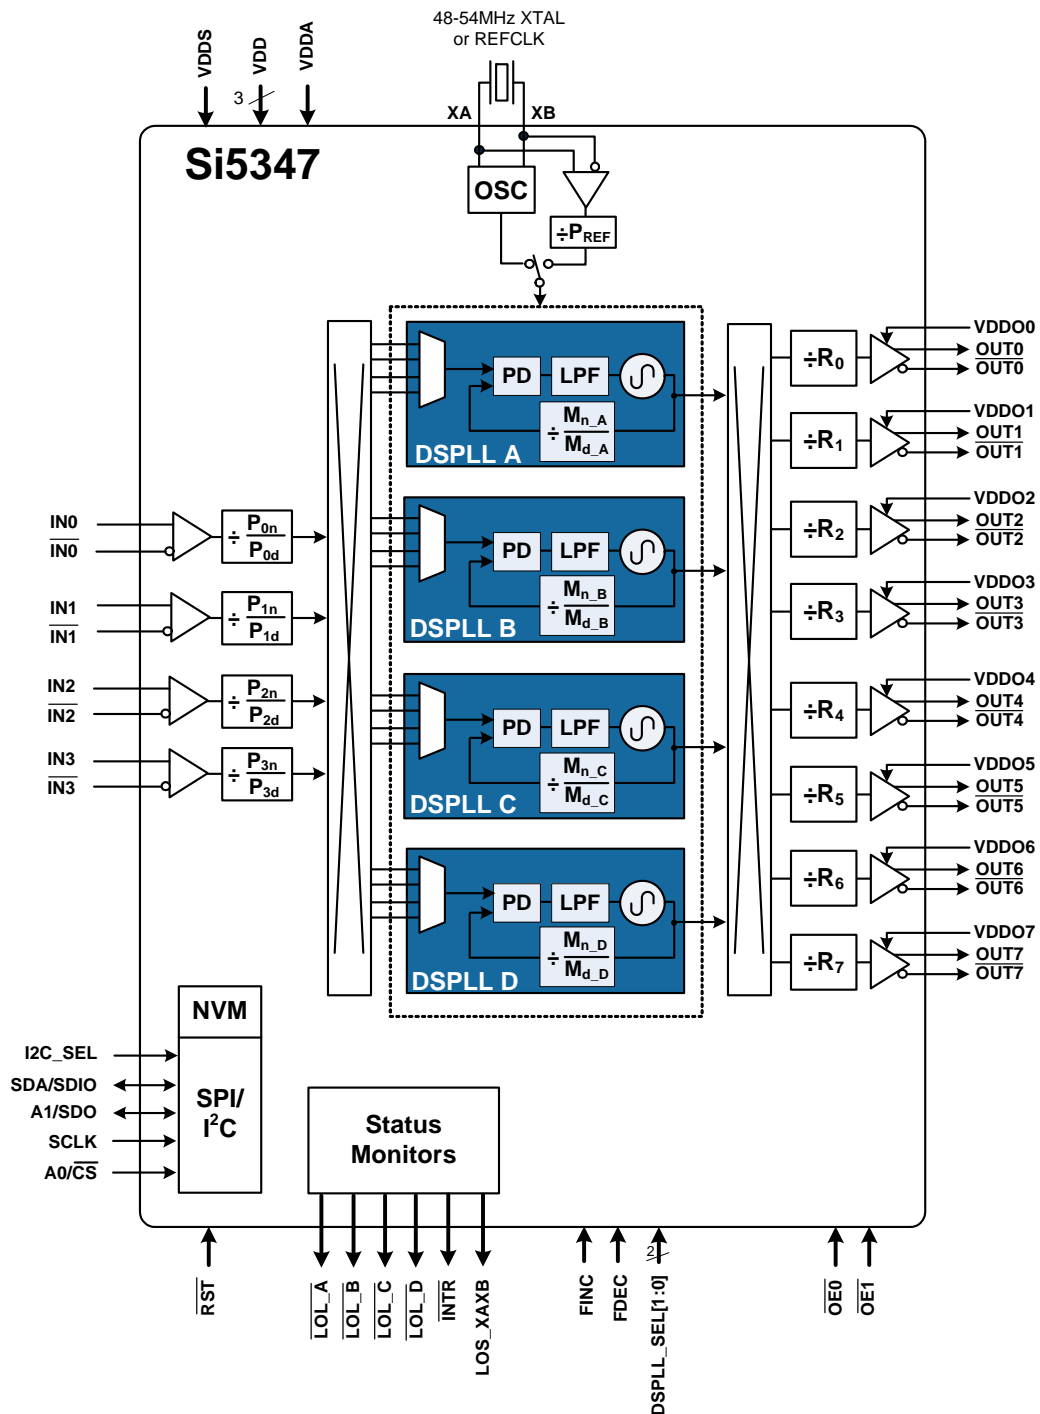 48-54MHz XTAL
or REFCLK
VDDS
VDD
VDDA
3
XA
XB
Si5347
OSC
÷PREF
DSPLL A
PD
LPF
÷ Mn_A
Md_A
DSPLL B
PD
LPF
÷ Mn_B
Md_B
DSPLL C
PD
LPF
÷ Mn_C
Md_C
DSPLL D
PD
LPF
÷ Mn_D
Md_D
IN0
IN0
÷ P0n
P0d
IN1
IN1
÷ P1n
P1d
IN2
IN2
÷ P2n
P2d
IN3
IN3
÷ P3n
P3d
÷R0
VDDO0
OUT0
OUT0
÷R1
VDDO1
OUT1
OUT1
÷R2
VDDO2
OUT2
OUT2
÷R3
VDDO3
OUT3
OUT3
÷R4
VDDO4
OUT4
OUT4
÷R5
VDDO5
OUT5
OUT5
÷R6
VDDO6
OUT6
OUT6
÷R7
VDDO7
OUT7
OUT7
NVM
SPI/
I²C
I2C_SEL
SDA/SDIO
A1/SDO
SCLK
A0/CS
Status
Monitors
RST
LOL_A
LOL_B
LOL_C
LOL_D
INTR
LOS_XAXB
FINC
FDEC
2
DSPLL_SEL[1:0]
OE0
OE1